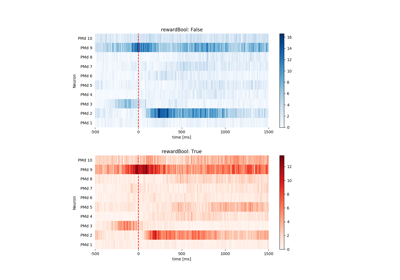 rewardBool: False
PMd 10
PMd 9
PMd 8
PMd 7
PMd 6
PMd 5
PMd 4
PMd 3
PMd 2
PMd 1
Neuron
-500 0 500 1000 1500
time [ms]
16
14
12
10
8
6
4
2
0
rewardBool: True
PMd 10
PMd 9
PMd 8
PMd 7
PMd 6
PMd 5
PMd 4
PMd 3
PMd 2
PMd 1
Neuron
-500 0 500 1000 1500
time [ms]
12
10
8
6
4
2
0